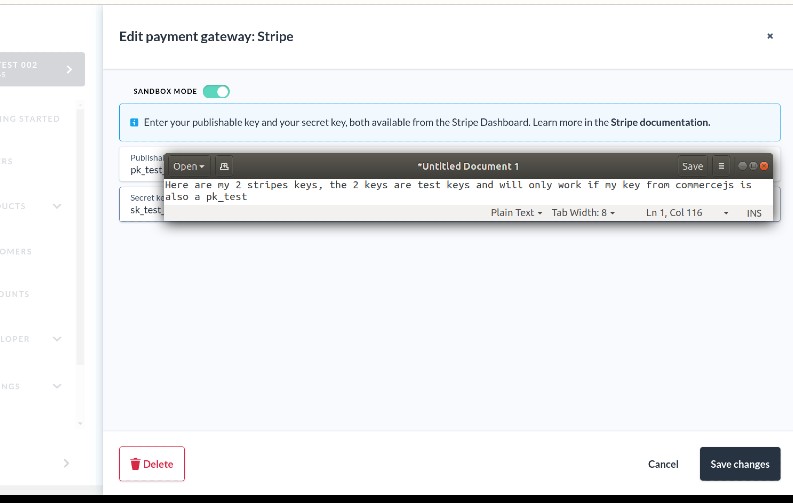 Edit payment gateway: Stripe
EST 002
SANDBOX MODE
Enter your publishable key and your secret key, both available from the Stripe Dashboard. Learn more in the Stripe documentation.
NG STARTED
Publisha
pk_test_
Open
*Untitled Document 1
Save
RS
Here are my 2 stripes keys, the 2 keys are test keys and will only work if my key from commercejs is
also a pk_test
Secret ke
sk_test_
Plain Text
Tab Width: 8
Ln 1, Col 116
INS
DUCTS
OMERS
OUNTS
LOPER
NGS
Delete
Cancel
Save changes